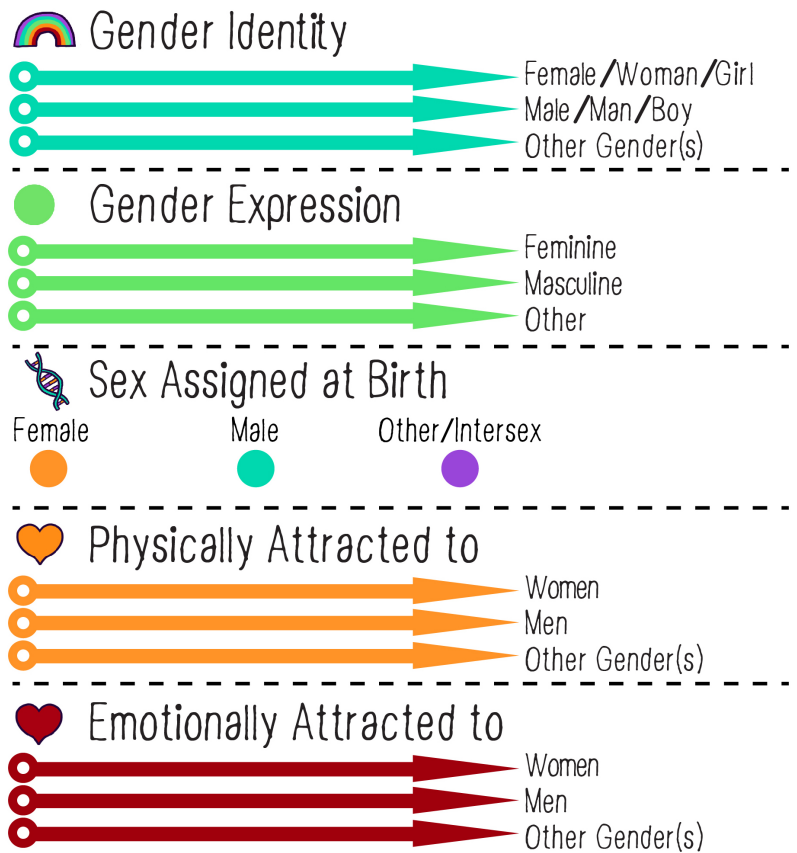 Gender Identity
Female/Woman/Girl
Male/Man/Boy
Other Gender(s)
Gender Expression
Feminine
Masculine
Other
Sex Assigned at Birth
Female Male Other/Intersex
Physically Attracted to
Women
Men
Other Gender(s)
Emotionally Attracted to
Women
Men
Other Gender(s)